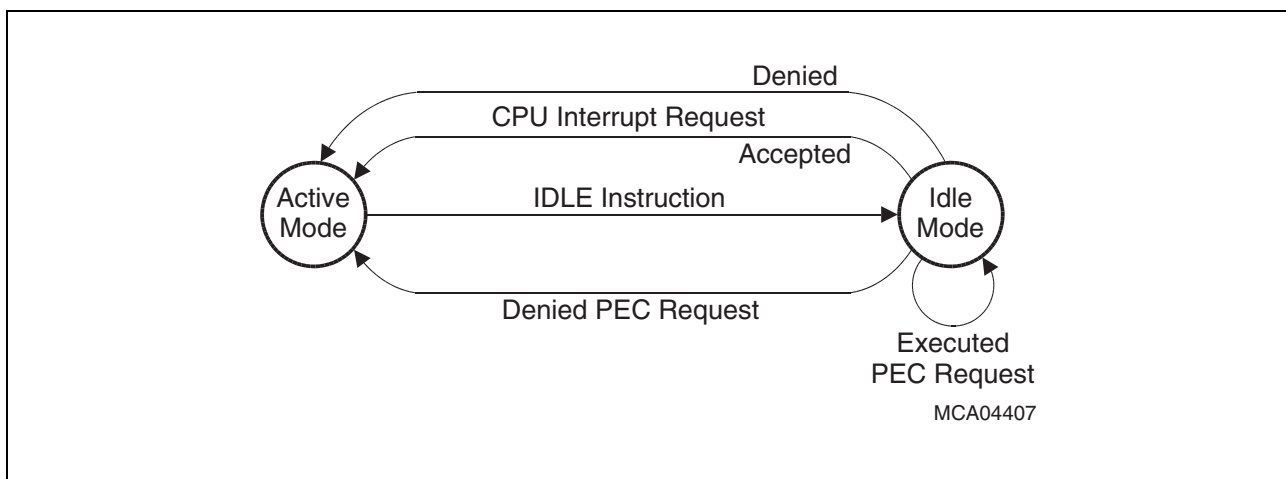 Denied
CPU Interrupt Request
Accepted
Active
Mode
IDLE Instruction
Idle
Mode
Denied PEC Request
Executed
PEC Request
MCA04407